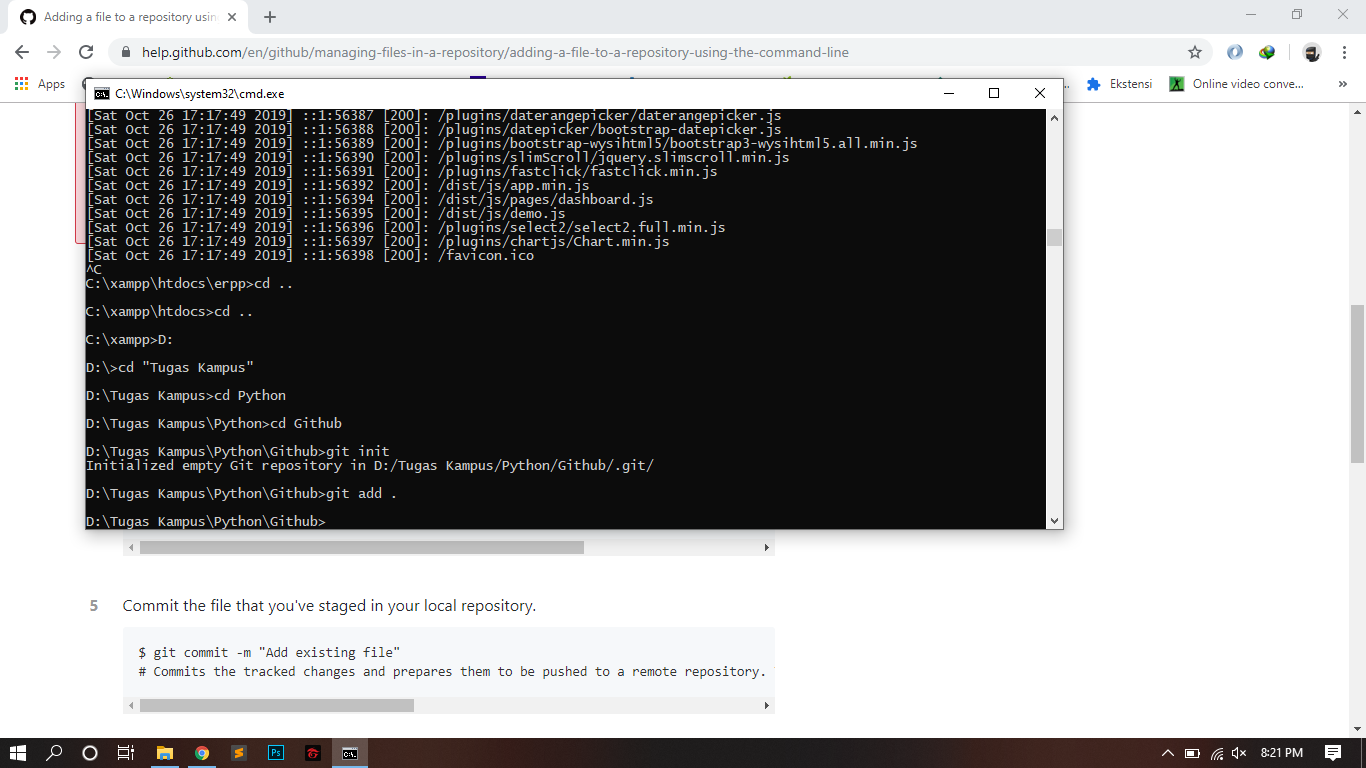 Adding a file to a repository usin
help.github.com/en/github/managing-files-in-a-repository/adding-a-file-to-a-repository-using-the-command-line
Apps
Ekstensi
Online video conve...
»
C:\Windows\system32\cmd.exe
[Sat Oct 26 17:17:49 2019] ::1:56387 [200]: /plugins/daterangepicker/daterangepicker.js
[Sat Oct 26 17:17:49 2019] ::1:56388 [200]: /plugins/datepicker/bootstrap-datepicker.js
[Sat Oct 26 17:17:49 2019] ::1:56389 [200]: /plugins/bootstrap-wysihtml5/bootstrap3-wysihtml5.all.min.js
[Sat Oct 26 17:17:49 2019] ::1:56390 [200]: /plugins/slimScroll/jquery.slimscroll.min.js
[Sat Oct 26 17:17:49 2019] ::1:56391 [200]: /plugins/fastclick/fastclick.min.js
[Sat Oct 26 17:17:49 2019] ::1:56392 [200]: /dist/js/app.min.js
[Sat Oct 26 17:17:49 2019] ::1:56394 [200]: /dist/js/pages/dashboard.js
[Sat Oct 26 17:17:49 2019] ::1:56395 [200]: /dist/js/demo.js
[Sat Oct 26 17:17:49 2019] ::1:56396 [200]: /plugins/select2/select2.full.min.js
[Sat Oct 26 17:17:49 2019] ::1:56397 [200]: /plugins/chartjs/Chart.min.js
[Sat Oct 26 17:17:49 2019] ::1:56398 [200]: /favicon.ico
^C
C:\xampp\htdocs\erpp>cd ..
C:\xampp\htdocs>cd ..
C:\xampp>D:
D:\>cd "Tugas Kampus"
D:\Tugas Kampus>cd Python
D:\Tugas Kampus\Python>cd Github
D:\Tugas Kampus\Python\Github>git init
Initialized empty Git repository in D:/Tugas Kampus/Python/Github/.git/
D:\Tugas Kampus\Python\Github>git add .
D:\Tugas Kampus\Python\Github>
5 Commit the file that you've staged in your local repository.
$ git commit -m "Add existing file"
# Commits the tracked changes and prepares them to be pushed to a remote repository.
Ps
8:21 PM